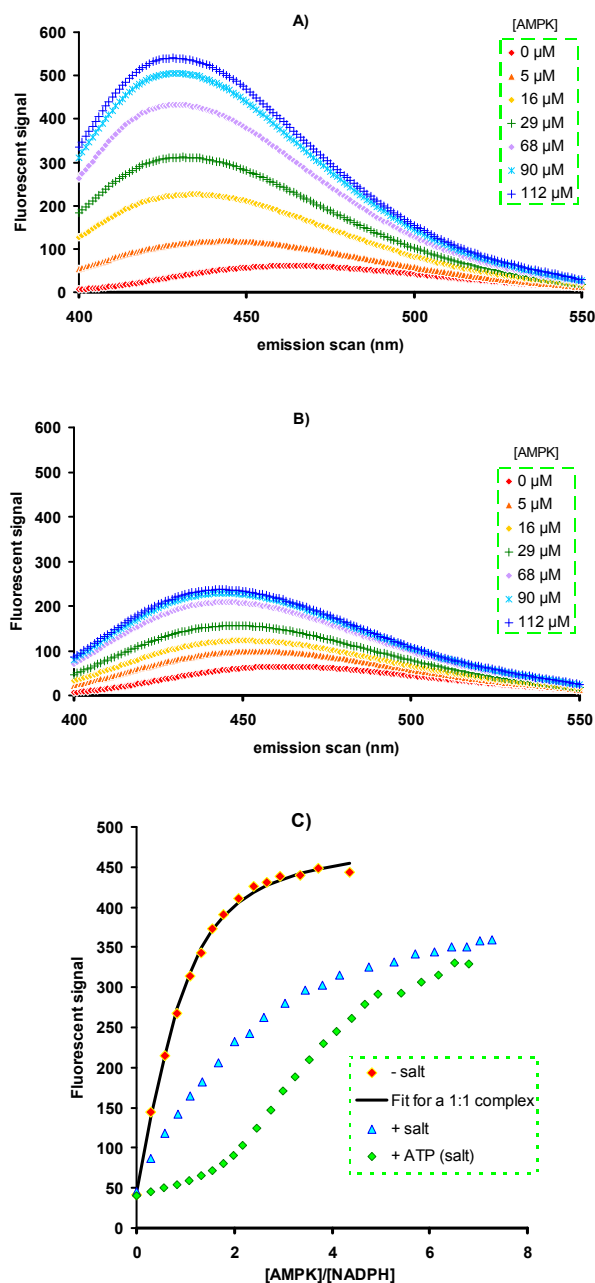 A)
[AMPK]
Fluorescent signal
600
500
400
300
200
100
0
0 µM
5 µM
16 µM
29 µM
68 µM
90 µM
112 µM
400 450 500 550
emission scan (nm)
B)
[AMPK]
Fluorescent signal
600
500
400
300
200
100
0
0 µM
5 µM
16 µM
29 µM
68 µM
90 µM
112 µM
400 450 500 550
emission scan (nm)
C)
Fluorescent signal
500
450
400
350
300
250
200
150
100
50
0
- salt
Fit for a 1:1 complex
+ salt
+ ATP (salt)
0 2 4 6 8
[AMPK]/[NADPH]